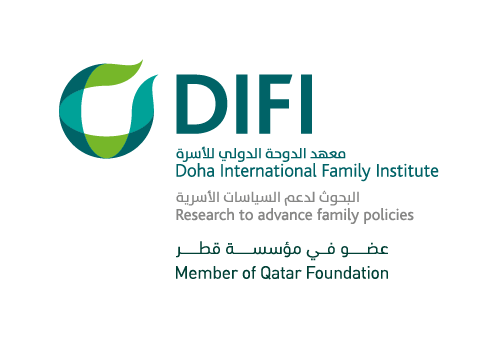 DIFI
معهد الدوحة الدولي للأسرة
Doha International Family Institute
البحوث لدعم السياسات الأسرية
Research to advance family policies
عضو في مؤسسة قطر
Member of Qatar Foundation